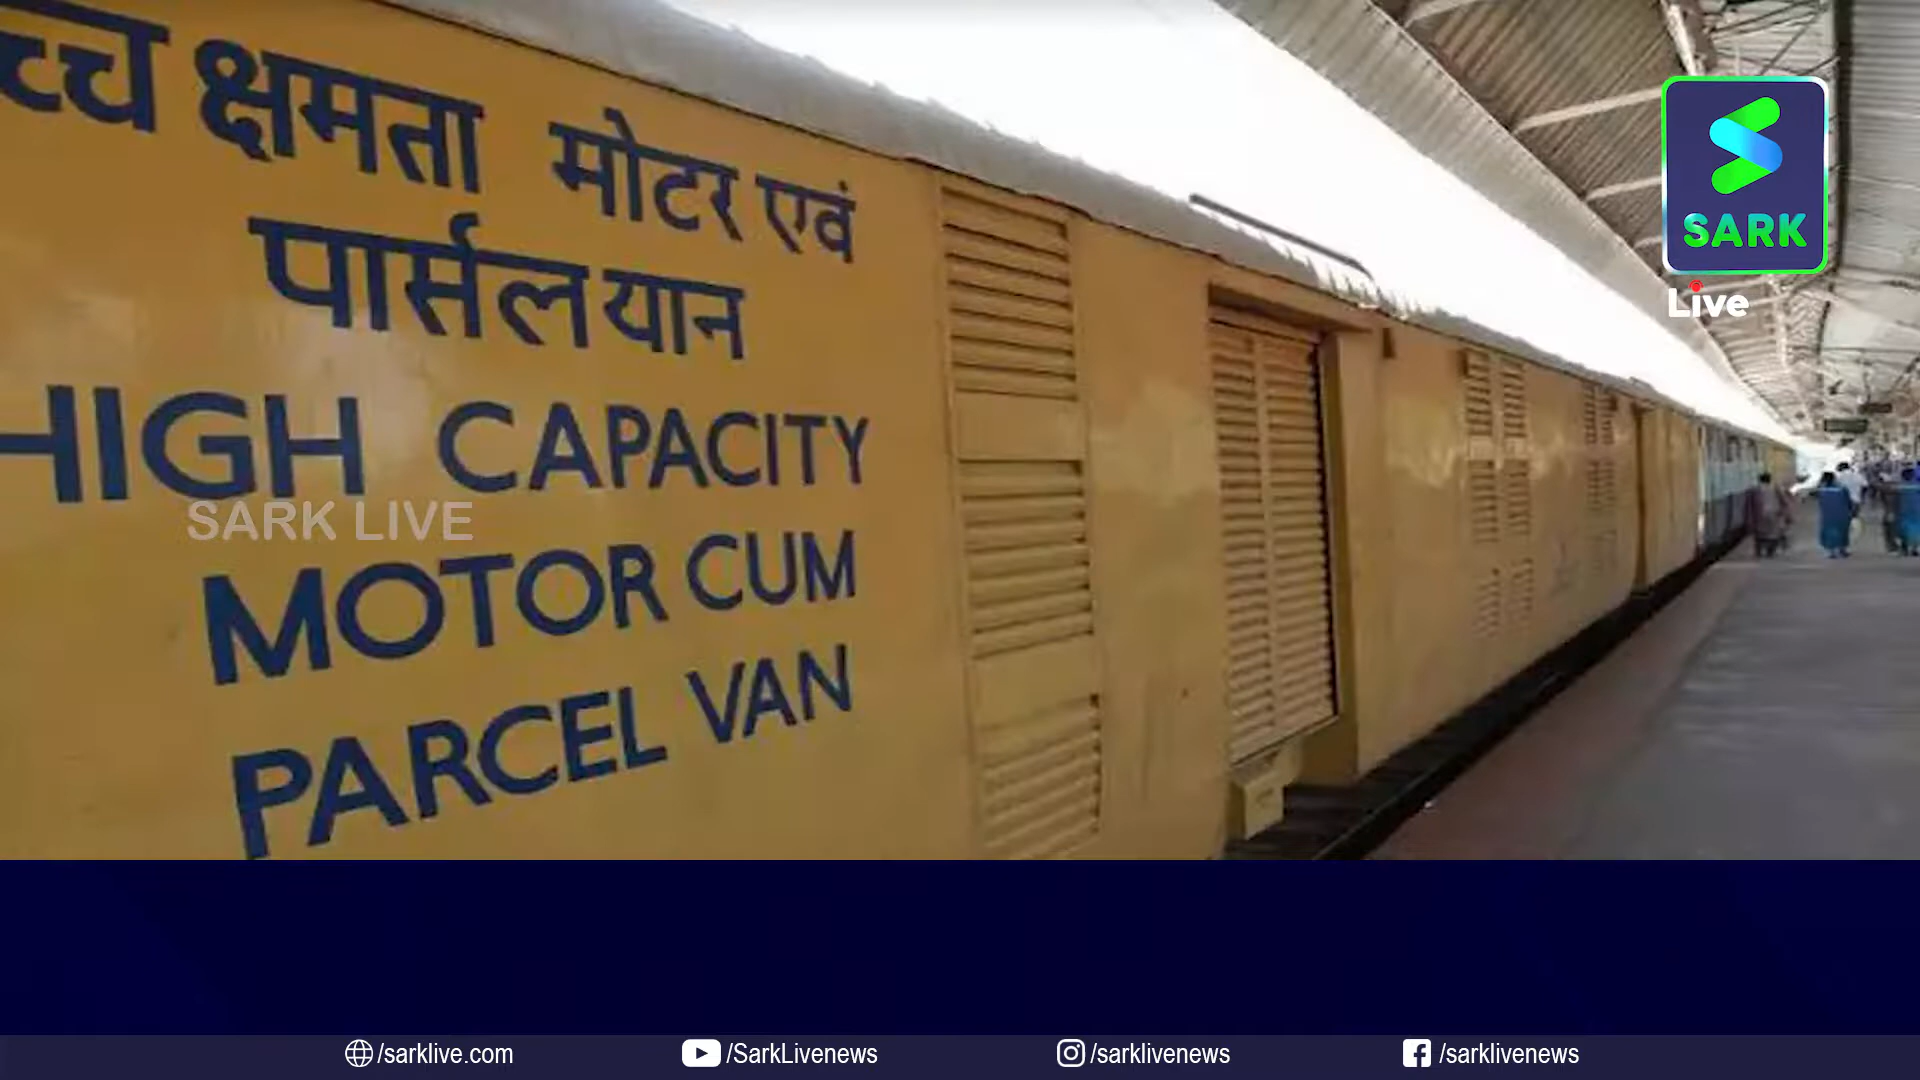 च्च क्षमता मोटर एवं
पार्सल यान
HIGH CAPACITY
MOTOR CUM
PARCEL VAN
SARK LIVE
SARK
Live
/sarklive.com
/SarkLivenews
/sarklivenews
/sarklivenews